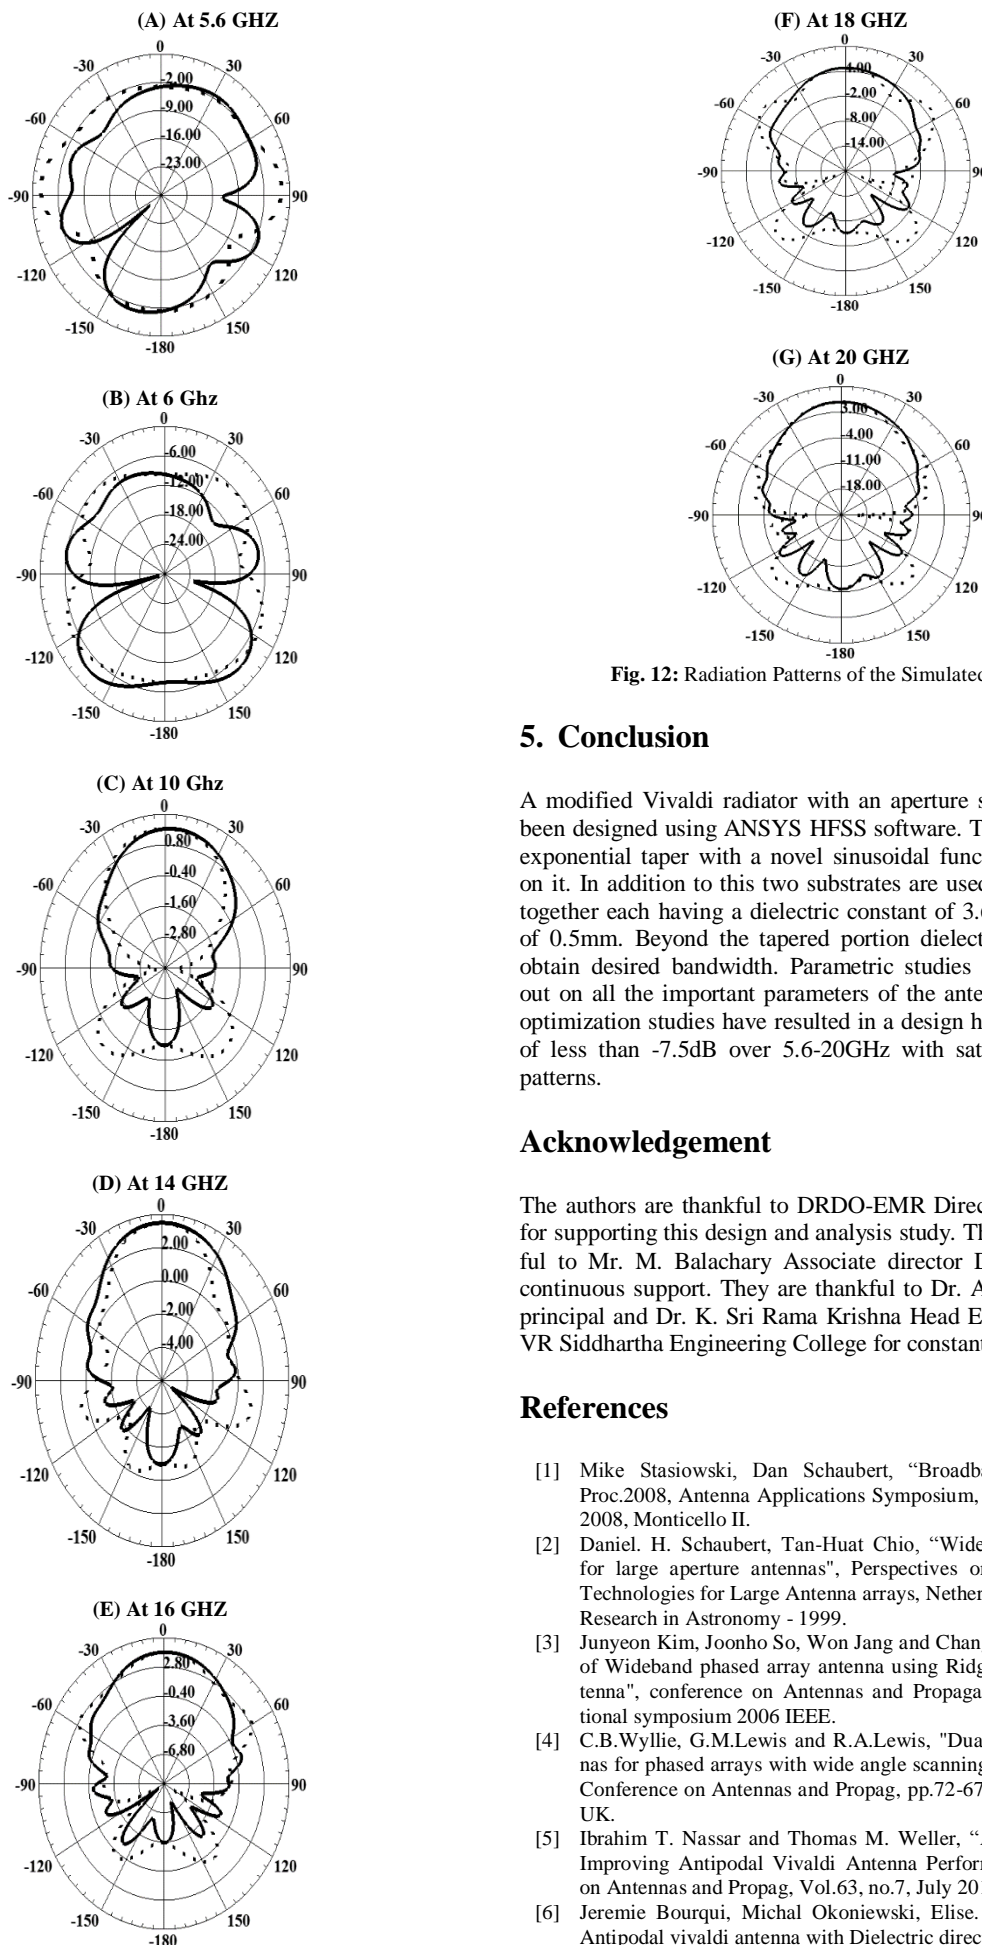 (A) At 5.6 GHZ
0
-30
30
-2.00
-60
-9.00
60
-16.00
-23.00
-90
90
-120
120
-150
150
-180
(B) At 6 Ghz
0
-30
30
-6.00
-60
-12.00
60
-18.00
-24.00
-90
90
-120
120
-150
150
-180
(C) At 10 Ghz
0
-30
30
0.80
-60
-0.40
60
-1.60
-2.80
-90
90
-120
120
-150
150
-180
(D) At 14 GHZ
0
-30
30
2.00
-60
0.00
60
-2.00
-4.00
-90
90
-120
120
-150
150
-180
(E) At 16 GHZ
0
-30
30
2.80
-60
-0.40
60
-3.60
-6.80
-90
90
-120
120
-150
150
-180
(F) At 18 GHZ
0
-30
30
4.00
-60
-2.00
60
-8.00
-14.00
-90
90
-120
120
-150
150
-180
(G) At 20 GHZ
0
-30
30
3.00
-60
-4.00
60
-11.00
-18.00
-90
90
-120
120
-150
150
-180
Fig. 12: Radiation Patterns of the Simulated
5. Conclusion
A modified Vivaldi radiator with an aperture s
been designed using ANSYS HFSS software. T
exponential taper with a novel sinusoidal func
on it. In addition to this two substrates are used
together each having a dielectric constant of 3.6
of 0.5mm. Beyond the tapered portion dielect
obtain desired bandwidth. Parametric studies
out on all the important parameters of the ante
optimization studies have resulted in a design h
of less than -7.5dB over 5.6-20GHz with sat
patterns.
Acknowledgement
The authors are thankful to DRDO-EMR Direc
for supporting this design and analysis study. Th
ful to Mr. M. Balachary Associate director D
continuous support. They are thankful to Dr. A
principal and Dr. K. Sri Rama Krishna Head E
VR Siddhartha Engineering College for constant
References
[1] Mike Stasiowski, Dan Schaubert, “Broadba
Proc.2008, Antenna Applications Symposium,
2008, Monticello II.
[2] Daniel. H. Schaubert, Tan-Huat Chio, “Wide
for large aperture antennas", Perspectives on
Technologies for Large Antenna arrays, Nether
Research in Astronomy - 1999.
[3] Junyeon Kim, Joonho So, Won Jang and Chan
of Wideband phased array antenna using Ridg
tenna", conference on Antennas and Propaga
tional symposium 2006 IEEE.
[4] C.B.Wyllie, G.M.Lewis and R.A.Lewis, "Dua
nas for phased arrays with wide angle scanning
Conference on Antennas and Propag, pp.72-67
UK.
[5] Ibrahim T. Nassar and Thomas M. Weller, “A
Improving Antipodal Vivaldi Antenna Perform
on Antennas and Propag, Vol.63, no.7, July 201
[6] Jeremie Bourqui, Michal Okoniewski, Elise.
Antipodal vivaldi antenna with Dielectric direc